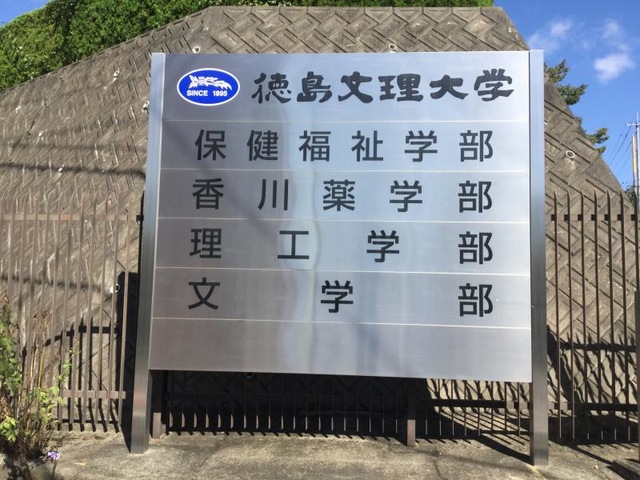 SINCE 1895
徳島文理大学
保健福祉学部
香川薬学部
理工学部
文学部